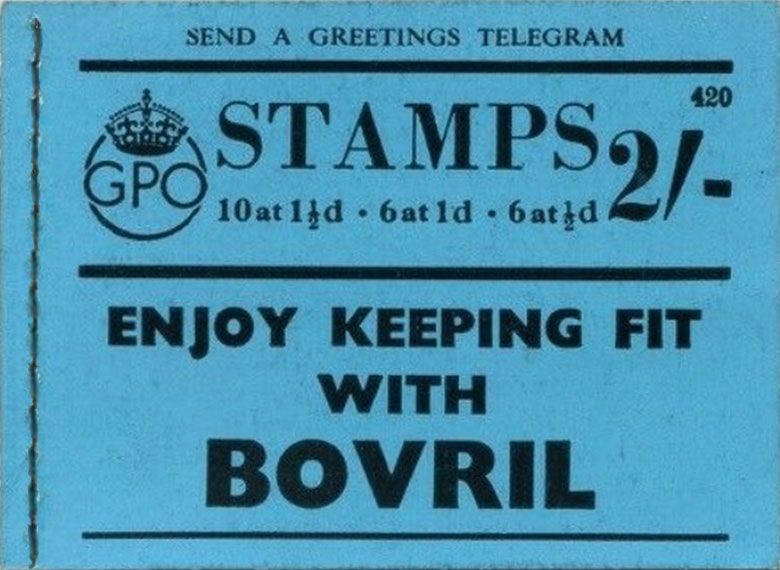 SEND A GREETINGS TELEGRAM
420
GPO STAMPS 2/-
10 at 1½d · 6 at 1d · 6 at ½d
ENJOY KEEPING FIT
WITH
BOVRIL